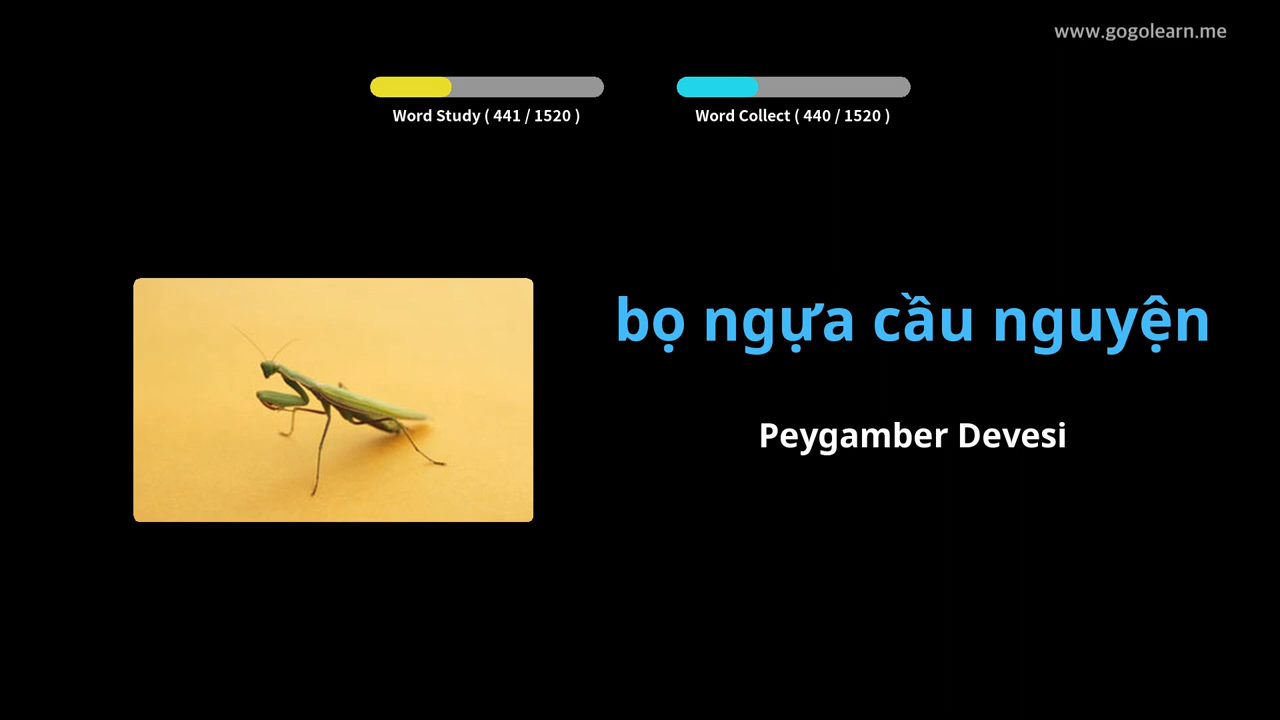 www.gogolearn.me
Word Study ( 441 / 1520 )
Word Collect ( 440 / 1520 )
bọ ngựa cầu nguyện
Peygamber Devesi